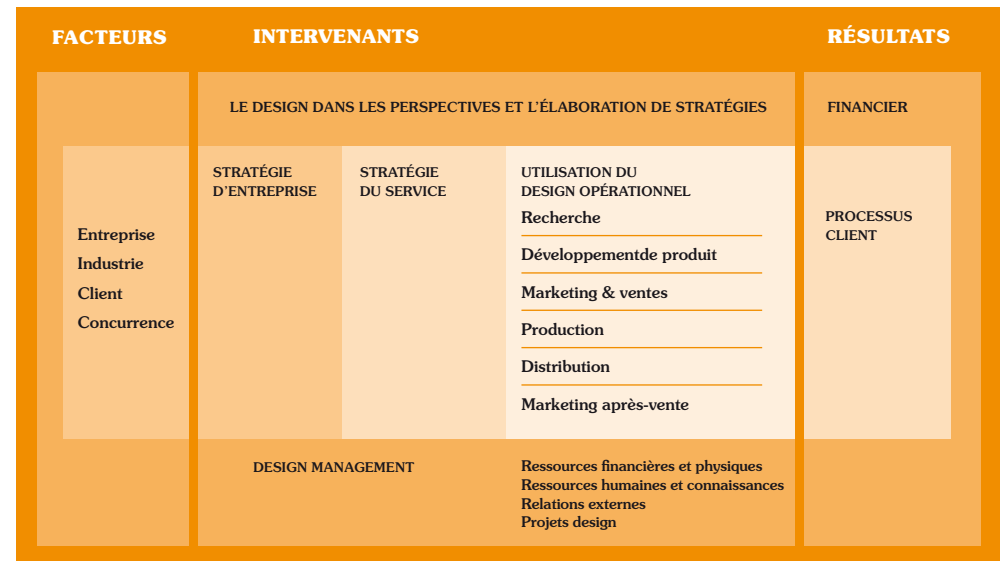 FACTEURS
INTERVENANTS
RÉSULTATS
LE DESIGN DANS LES PERSPECTIVES ET L'ÉLABORATION DE STRATÉGIES
FINANCIER
Entreprise
Industrie
Client
Concurrence
STRATÉGIE
D'ENTREPRISE
STRATÉGIE
DU SERVICE
UTILISATION DU
DESIGN OPÉRATIONNEL
Recherche
Développementde produit
Marketing & ventes
Production
Distribution
Marketing après-vente
PROCESSUS
CLIENT
DESIGN MANAGEMENT
Ressources financières et physiques
Ressources humaines et connaissances
Relations externes
Projets design